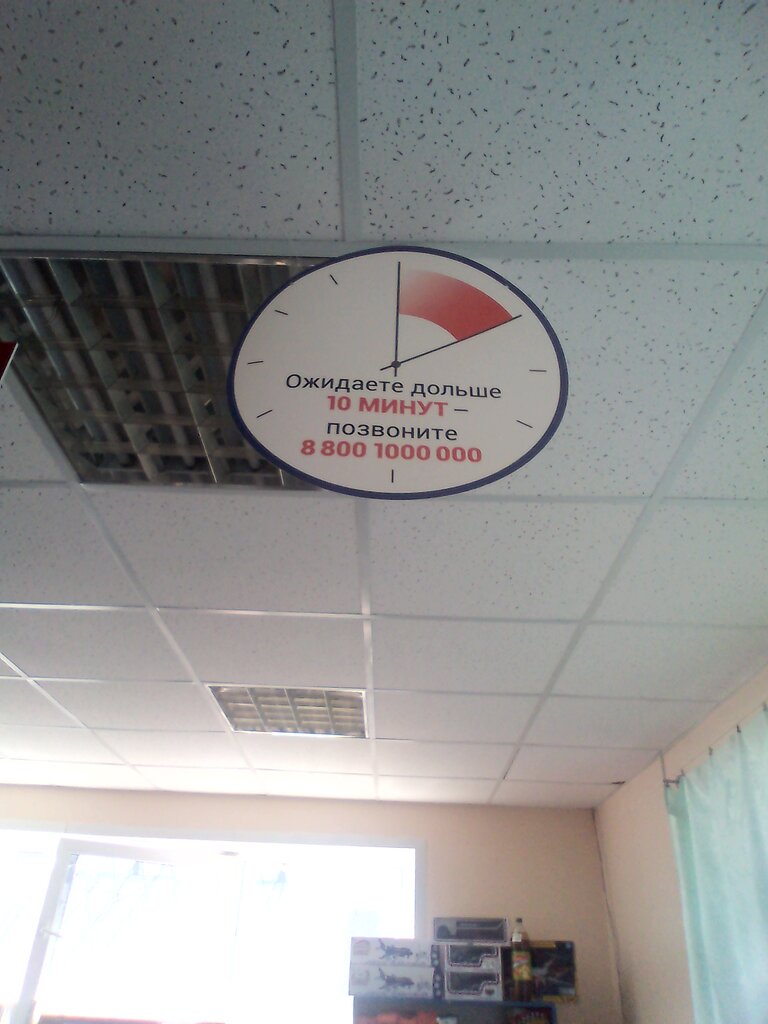 Ожидаете дольше
10 МИНУТ –
позвоните
8 800 1000 000